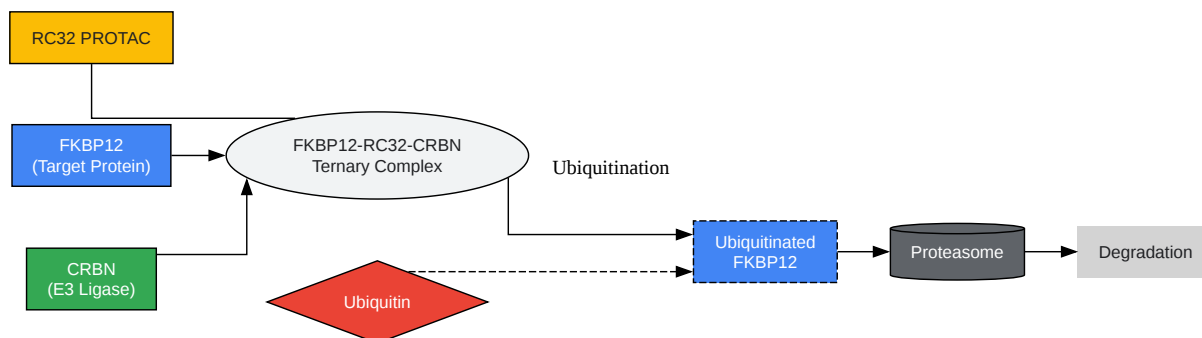 RC32 PROTAC
FKBP12
(Target Protein)
FKBP12-RC32-CRBN
Ternary Complex
Ubiquitination
CRBN
(E3 Ligase)
Ubiquitin
Ubiquitinated
FKBP12
Proteasome
Degradation